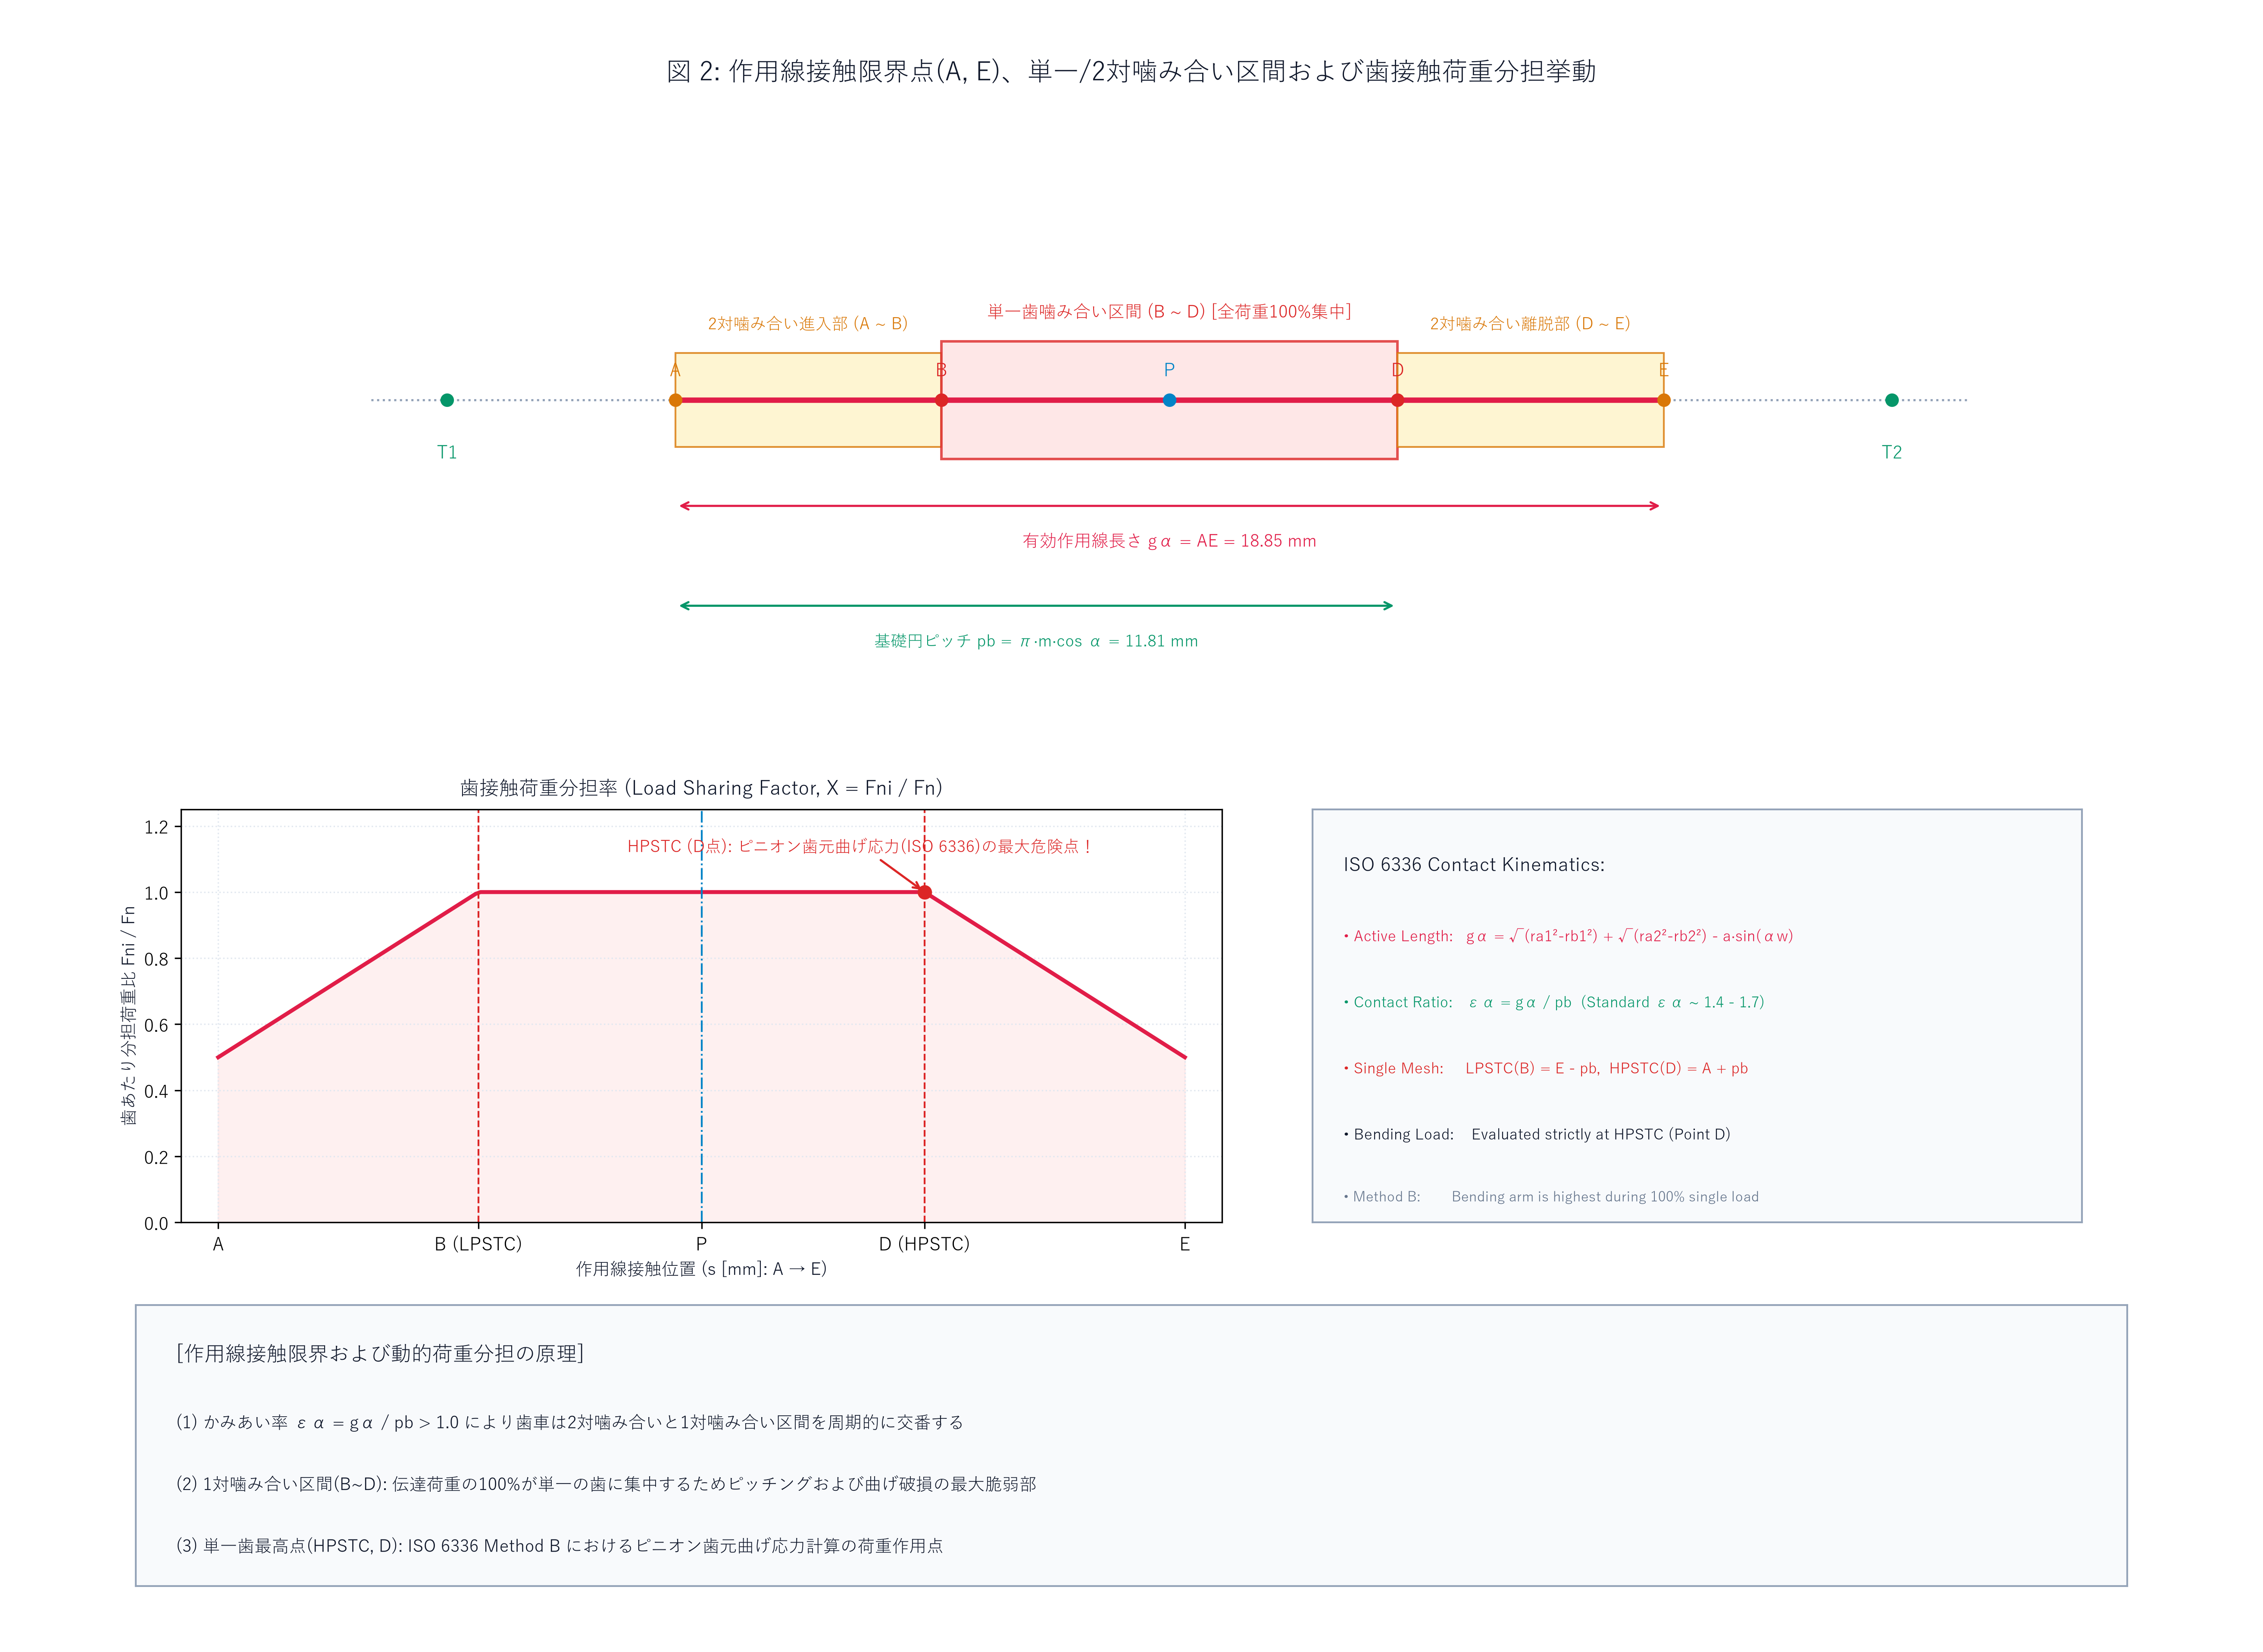 図 2: 作用線接触限界点(A, E)、単一/2対噛み合い区間および歯接触荷重分担挙動
単一歯噛み合い区間 (B ~ D) [全荷重100%集中]
2対噛み合い進入部 (A ~ B)
2対噛み合い離脱部 (D ~ E)
A
B
P
D
E
T1
T2
有効作用線長さ gα = AE = 18.85 mm
基礎円ピッチ pb = π·m·cos α = 11.81 mm
歯接触荷重分担率 (Load Sharing Factor, X = Fni / Fn)
HPSTC (D点): ピニオン歯元曲げ応力(ISO 6336)の最大危険点！
歯あたり分担荷重比 Fni / Fn
1.2
1.0
0.8
0.6
0.4
0.2
0.0
A
B (LPSTC)
P
D (HPSTC)
E
作用線接触位置 (s [mm]: A → E)
ISO 6336 Contact Kinematics:
• Active Length: gα = √(ra1²-rb1²) + √(ra2²-rb2²) - a·sin(αw)
• Contact Ratio: εα = gα / pb (Standard εα ~ 1.4 - 1.7)
• Single Mesh: LPSTC(B) = E - pb, HPSTC(D) = A + pb
• Bending Load: Evaluated strictly at HPSTC (Point D)
• Method B: Bending arm is highest during 100% single load
[作用線接触限界および動的荷重分担の原理]
(1) かみあい率 εα = gα / pb > 1.0 により歯車は2対噛み合いと1対噛み合い区間を周期的に交番する
(2) 1対噛み合い区間(B~D): 伝達荷重の100%が単一の歯に集中するためピッチングおよび曲げ破損の最大脆弱部
(3) 単一歯最高点(HPSTC, D): ISO 6336 Method B におけるピニオン歯元曲げ応力計算の荷重作用点